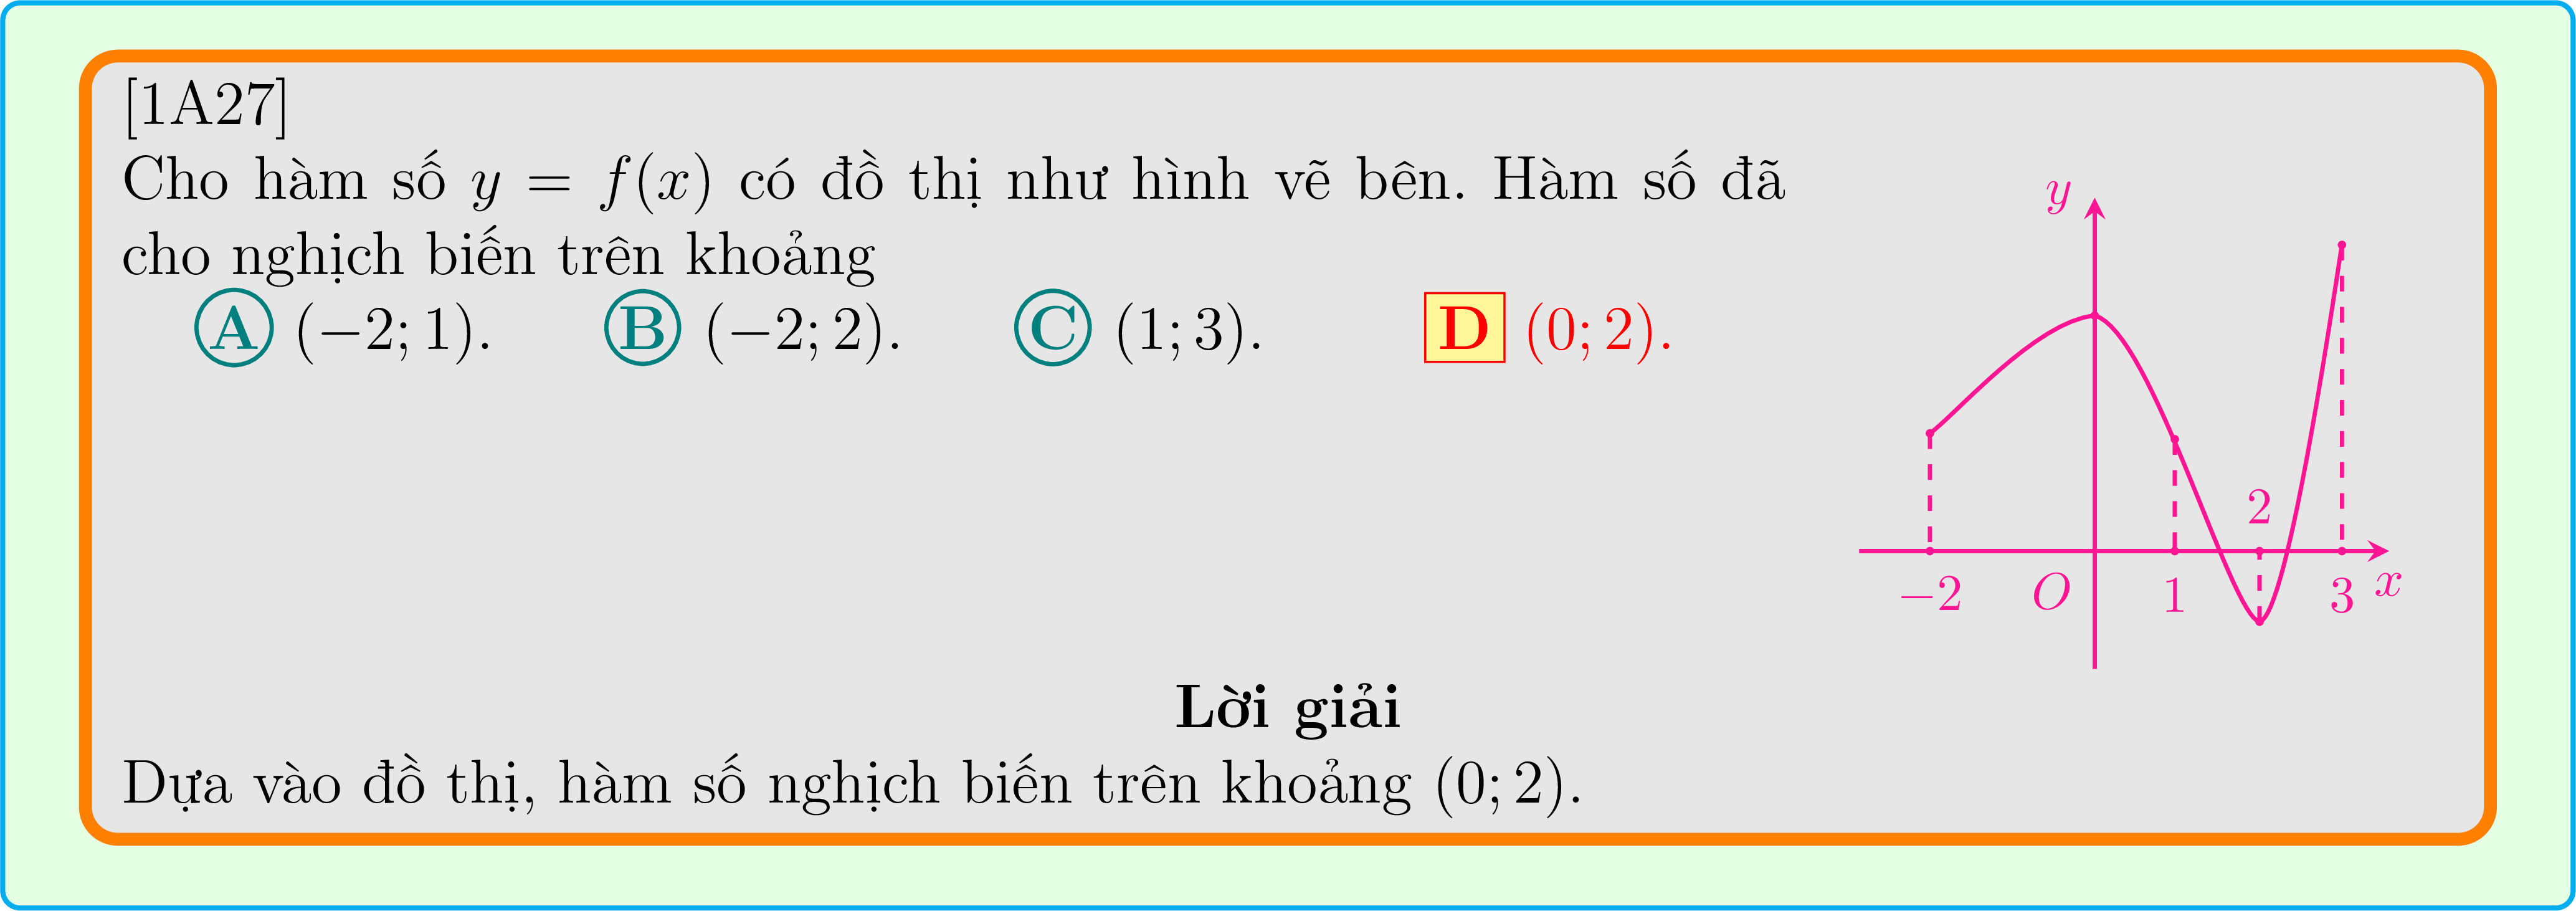 [1A27]
Cho hàm số y = f(x) có đồ thị như hình vẽ bên. Hàm số đã
cho nghịch biến trên khoảng
A (−2; 1). B (−2; 2). C (1; 3). D (0; 2).
y
2
−2 O 1 3 x
Lời giải
Dựa vào đồ thị, hàm số nghịch biến trên khoảng (0; 2).